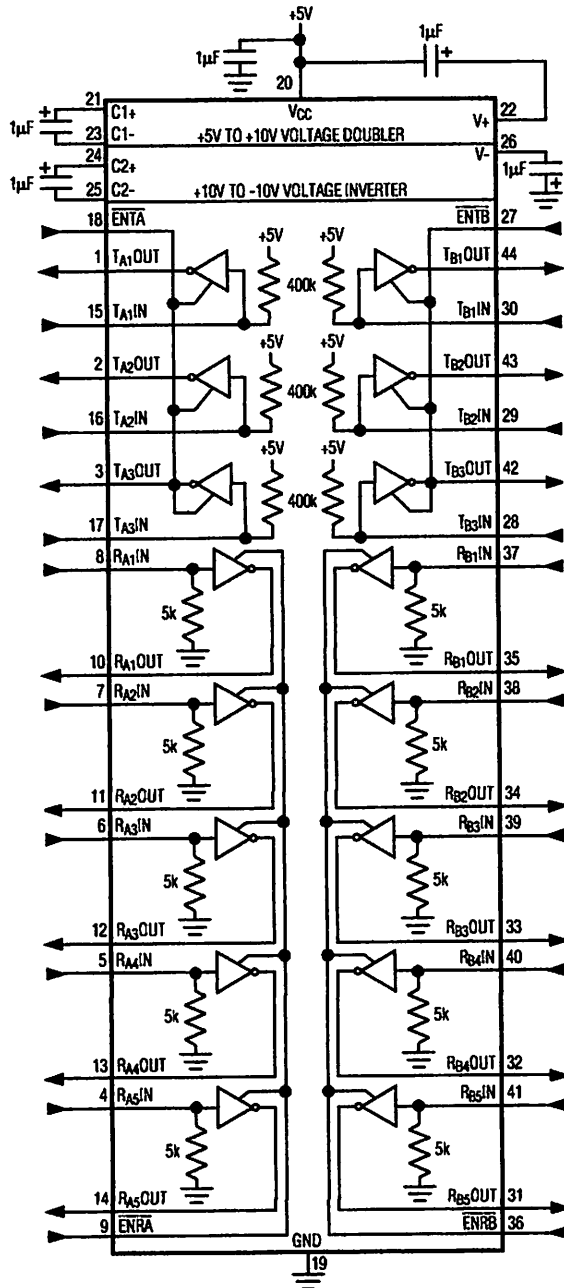 +5V
1µF
1µF +
20
21 C1+ VCC V+ 22
+ 1µF
23 C1- +5V TO +10V VOLTAGE DOUBLER
26 V-
24 C2+
+ 1µF
1µF +
25 C2- +10V TO -10V VOLTAGE INVERTER
18 ENTA ENTB 27
+5V +5V
1 TA1OUT TB1OUT 44
400k
15 TA1IN TB1IN 30
+5V +5V
2 TA2OUT TB2OUT 43
400k
16 TA2IN TB2IN 29
+5V +5V
3 TA3OUT TB3OUT 42
400k
17 TA3IN TB3IN 28
8 RA1IN RB1IN 37
5k 5k
10 RA1OUT RB1OUT 35
7 RA2IN RB2IN 38
5k 5k
11 RA2OUT RB2OUT 34
6 RA3IN RB3IN 39
5k 5k
12 RA3OUT RB3OUT 33
5 RA4IN RB4IN 40
5k 5k
13 RA4OUT RB4OUT 32
4 RA5IN RB5IN 41
5k 5k
14 RA5OUT RB5OUT 31
9 ENRA ENRB 36
GND
19